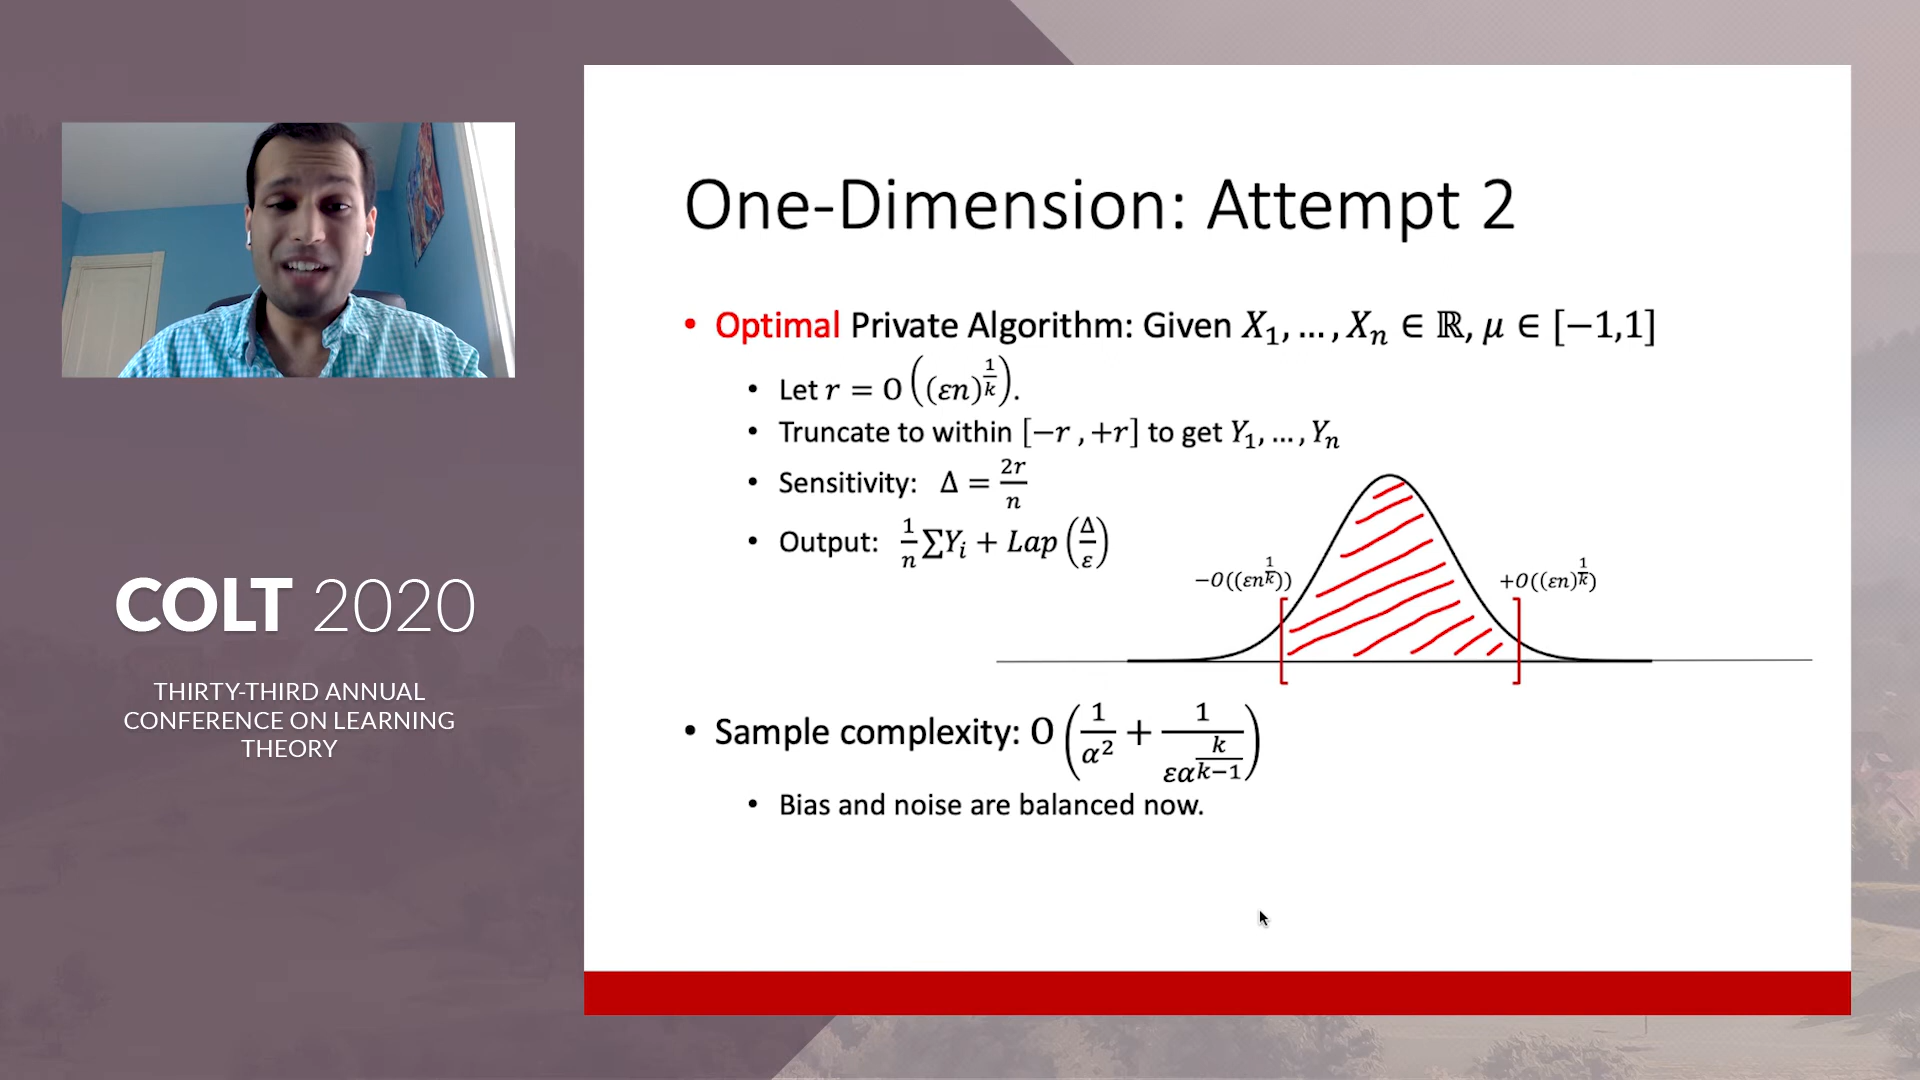 COLT 2020
THIRTY-THIRD ANNUAL
CONFERENCE ON LEARNING
THEORY
One-Dimension: Attempt 2
• Optimal Private Algorithm: Given X₁, …, Xₙ ∈ ℝ, μ ∈ [−1,1]
• Let r = O((εn)^(1/k)).
• Truncate to within [−r , +r] to get Y₁, …, Yₙ
• Sensitivity: Δ = 2r/n
• Output: 1/n ∑Yᵢ + Lap(Δ/ε)
−O((εn^(1/k)))
+O((εn)^(1/k))
• Sample complexity: O(1/α² + 1/(εα^(k/(k−1))))
• Bias and noise are balanced now.